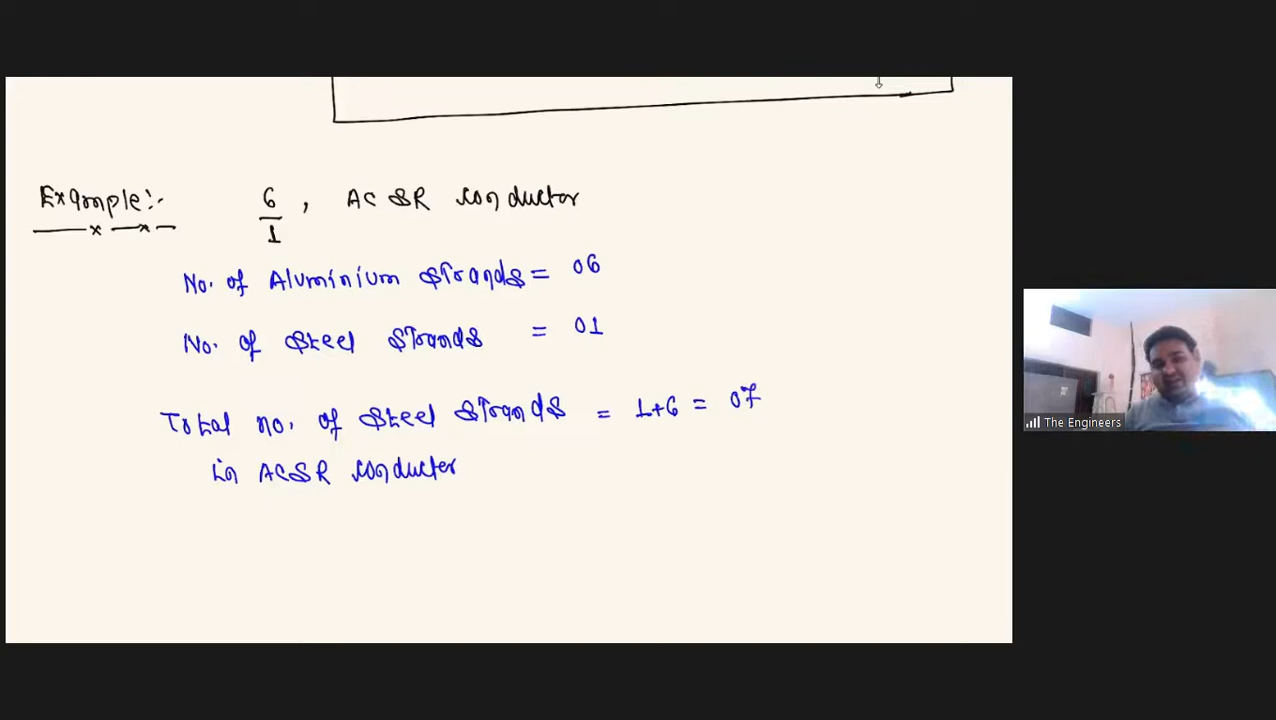 Example:-
6/1, ACSR conductor
No. of Aluminium Strands = 06
No. of Steel Strands = 01
Total no. of Steel Strands = 1+6 = 07
in ACSR conductor
The Engineers